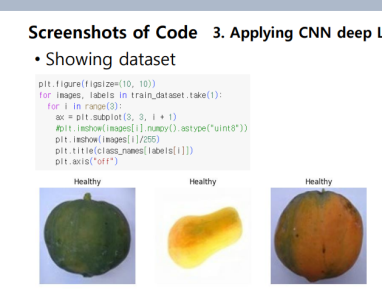 Screenshots of Code 3. Applying CNN deep L
• Showing dataset
plt.figure(figsize=(10, 10))
for images, labels in train_dataset.take(1):
for i in range(3):
ax = plt.subplot(3, 3, i + 1)
#plt.imshow(images[i].numpy().astype("uint8"))
plt.imshow(images[i]/255)
plt.title(class_names[labels[i]])
plt.axis("off")
Healthy Healthy Healthy